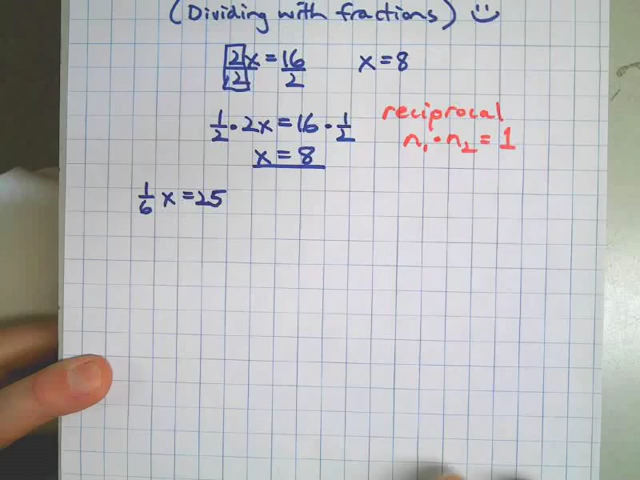 (Dividing with fractions) ☺
2x/2 = 16/2 x = 8
1/2 · 2x = 16 · 1/2
x = 8
reciprocal
n₁ · n₂ = 1
1/6 x = 25